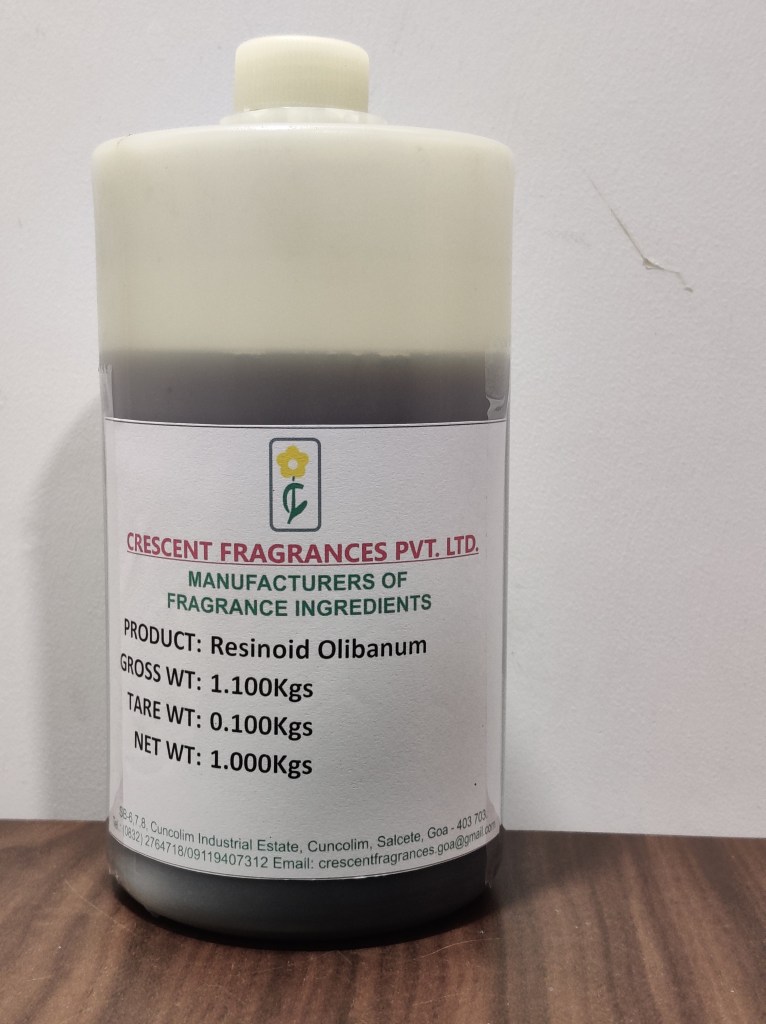 CRESCENT FRAGRANCES PVT. LTD.
MANUFACTURERS OF
FRAGRANCE INGREDIENTS
PRODUCT: Resinoid Olibanum
GROSS WT: 1.100Kgs
TARE WT: 0.100Kgs
NET WT: 1.000Kgs
Cuncolim Industrial Estate, Cuncolim, Salcete, Goa - 403 703.
(0832) 2764718/09119407312 Email: crescentfragrances.goa@gmail.com